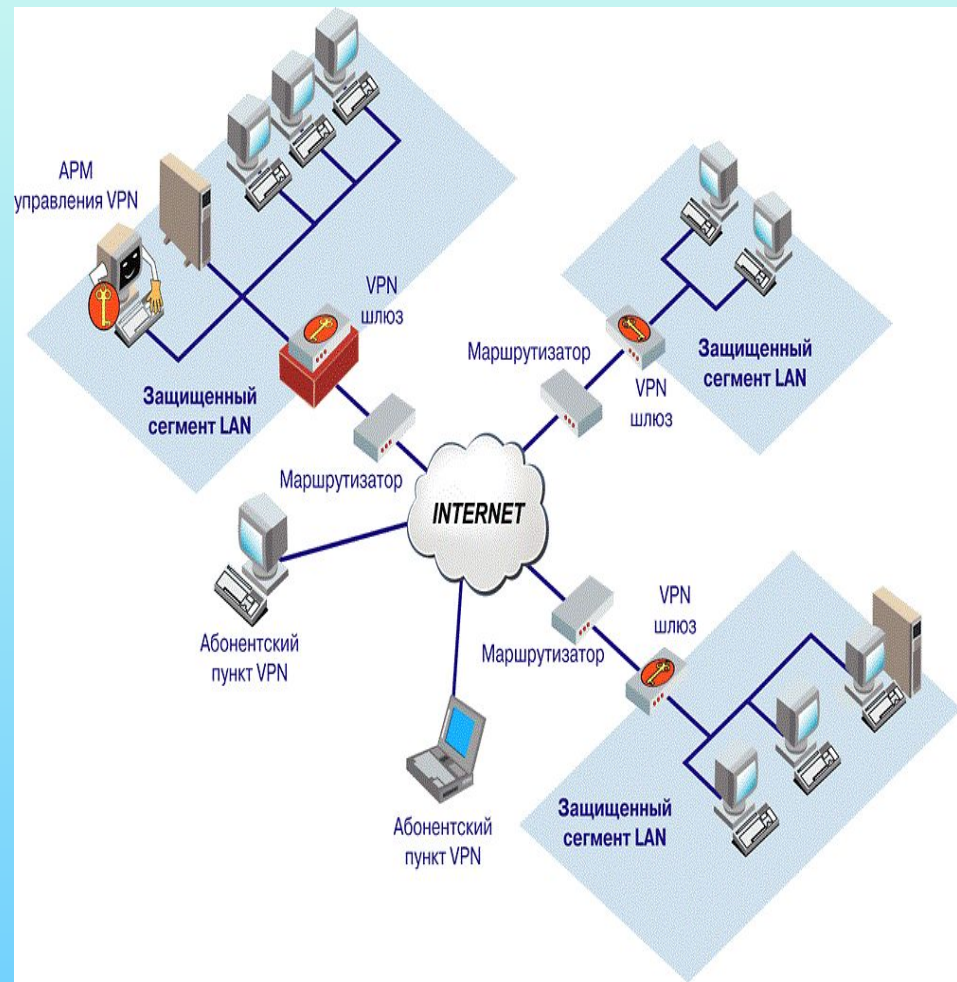 АРМ
управления VPN
VPN
шлюз
Защищенный
сегмент LAN
Маршрутизатор
Маршрутизатор
VPN
шлюз
Защищенный
сегмент LAN
INTERNET
Абонентский
пункт VPN
Абонентский
пункт VPN
Маршрутизатор
VPN
шлюз
Защищенный
сегмент LAN